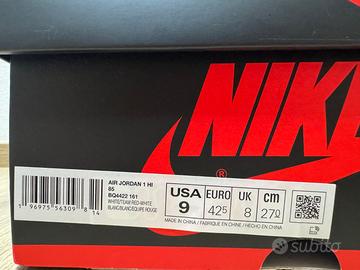 NIKE
®
AIR JORDAN 1 HI
85
BQ4422 161
WHITE/TEAM RED-WHITE
BLANC/BLANC/EQUIPE ROUGE
1 96975 56309 8 14
USA EURO UK cm
9 42.5 8 27.0
MADE IN CHINA / FABRIQUÉ EN CHINE / HECHO EN CHINA
subito